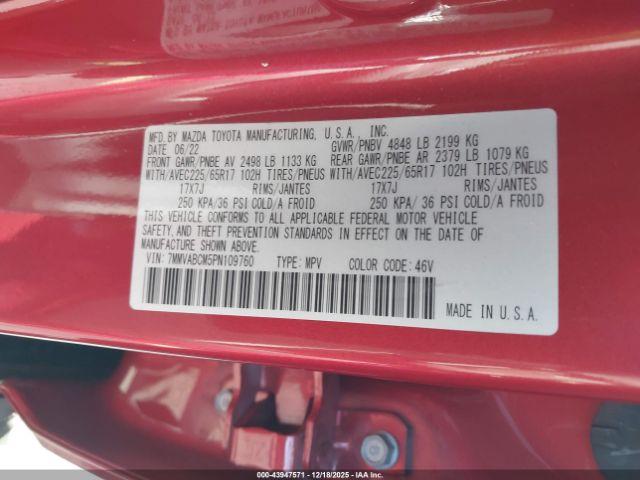 MFD.BY MAZDA TOYOTA MANUFACTURING, U.S.A., INC.
DATE 06/22 GVWR/PNBV 4848 LB 2199 KG
FRONT GAWR/PNBE AV 2498 LB 1133 KG REAR GAWR/PNBE AR 2379 LB 1079 KG
WITH/AVEC225/65R17 102H TIRES/PNEUS WITH/AVEC225/65R17 102H TIRES/PNEUS
17X7J RIMS/JANTES 17X7J RIMS/JANTES
250 KPA/ 36 PSI COLD/A FROID 250 KPA/ 36 PSI COLD/A FROID
THIS VEHICLE CONFORMS TO ALL APPLICABLE FEDERAL MOTOR VEHICLE
SAFETY, AND THEFT PREVENTION STANDARDS IN EFFECT ON THE DATE OF
MANUFACTURE SHOWN ABOVE.
VIN: 7MMVABCM5PN109760 TYPE: MPV COLOR CODE: 46V
MADE IN U.S.A.
© COPART - 43947571 - 12/18/2025 - IAA HOLDINGS, LLC